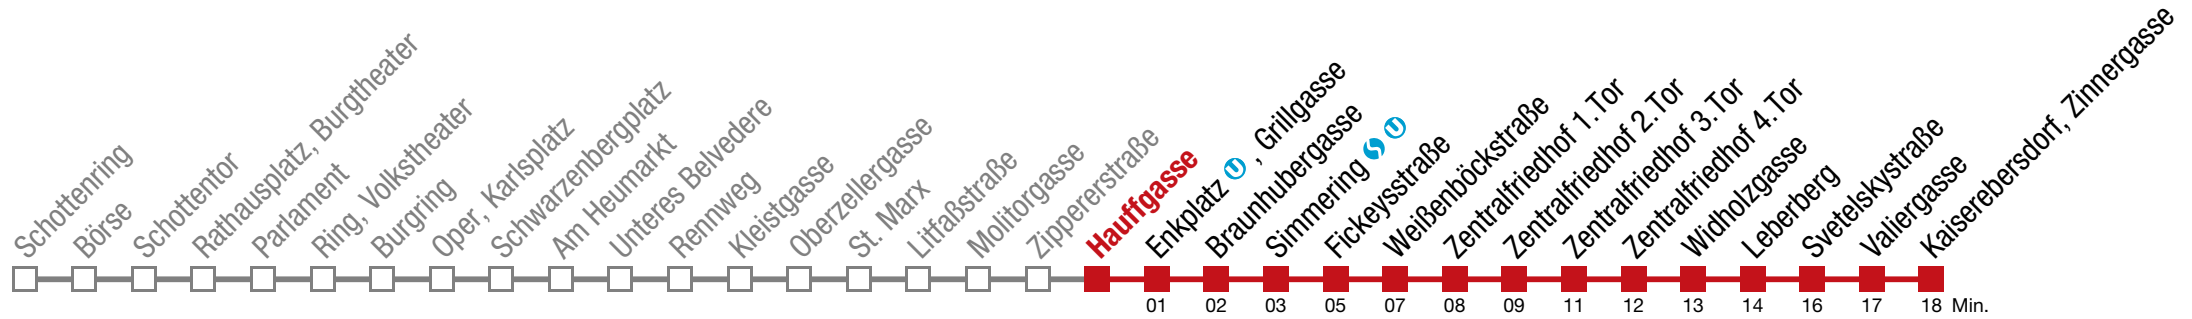 Schottenring
Börse
Schottentor
Rathausplatz, Burgtheater
Parlament
Ring, Volkstheater
Burgring
Oper, Karlsplatz
Schwarzenbergplatz
Am Heumarkt
Unteres Belvedere
Rennweg
Kleistgasse
Oberzellergasse
St. Marx
Litfaßstraße
Molitorgasse
Zippererstraße
Hauffgasse
Enkplatz U , Grillgasse
Braunhubergasse
Simmering S U
Fickeysstraße
Weißenböckstraße
Zentralfriedhof 1.Tor
Zentralfriedhof 2.Tor
Zentralfriedhof 3.Tor
Zentralfriedhof 4.Tor
Widholzgasse
Leberberg
Svetelskystraße
Valiergasse
Kaiserebersdorf, Zinnergasse
01 02 03 05 07 08 09 11 12 13 14 16 17 18 Min.